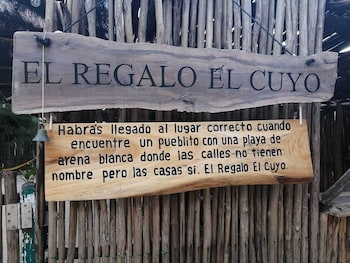 EL REGALO EL CUYO
Habrás llegado al lugar correcto cuando
encuentre un pueblito con una playa de
arena blanca donde las calles no tienen
nombre pero las casas si. El Regalo El Cuyo